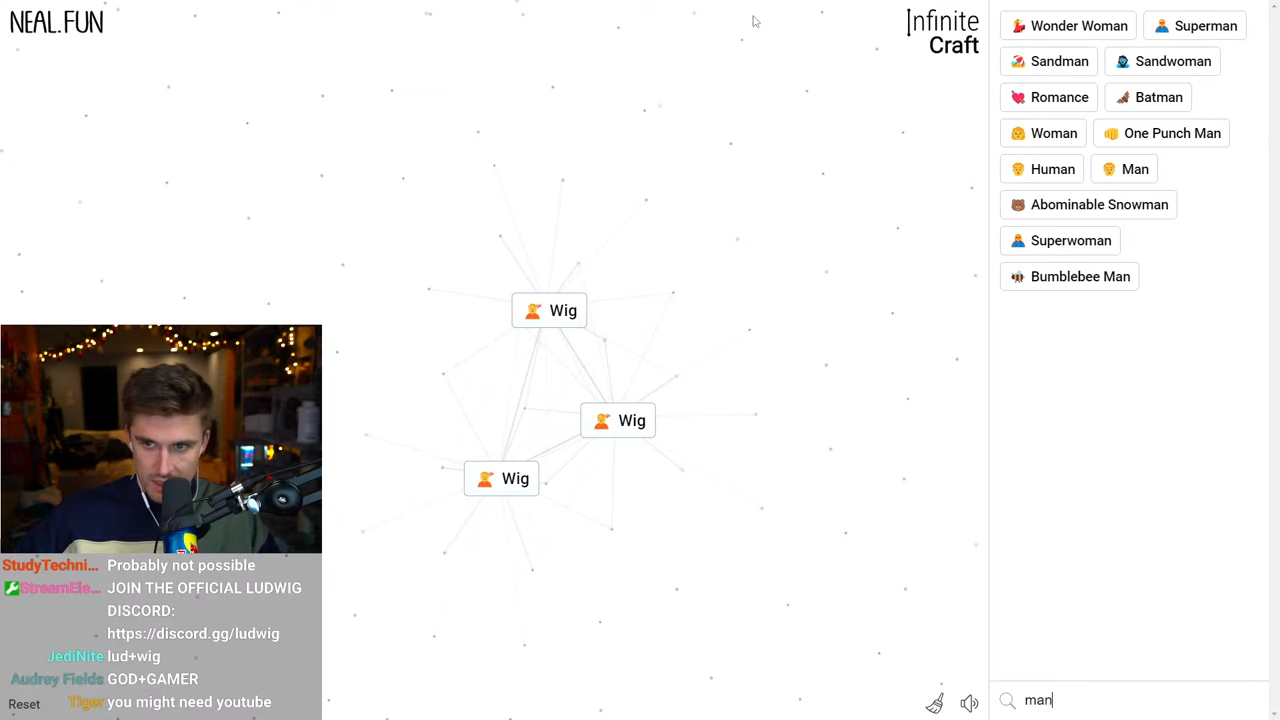 NEAL.FUN
Infinite
Craft
Wonder Woman
Superman
Sandman
Sandwoman
Romance
Batman
Woman
One Punch Man
Human
Man
Abominable Snowman
Superwoman
Bumblebee Man
Wig
Wig
Wig
StudyTechni... Probably not possible
StreamEle... JOIN THE OFFICIAL LUDWIG
DISCORD:
https://discord.gg/ludwig
JediNite lud+wig
Audrey Fields GOD+GAMER
Tiger you might need youtube
Reset
man